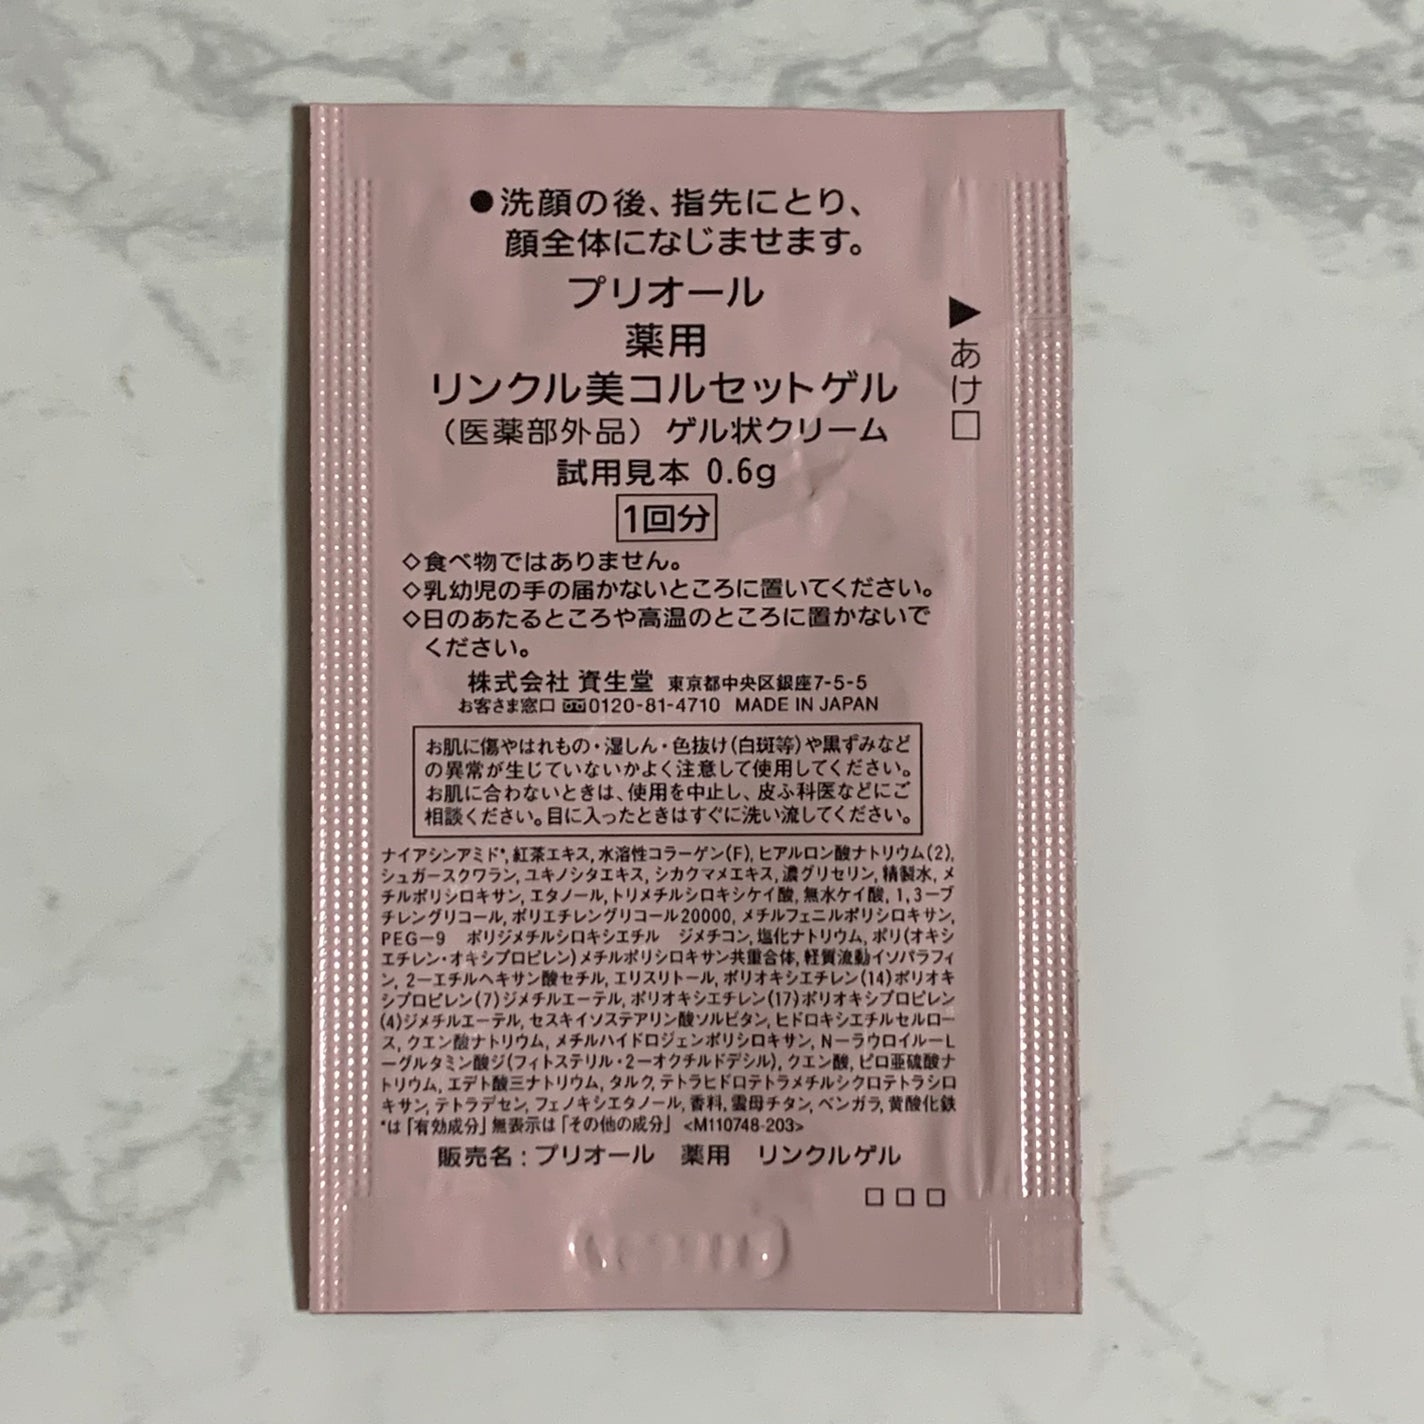 ●洗顔の後、指先にとり、
顔全体になじませます。
プリオール
薬用
リンクル美コルセットゲル
（医薬部外品）ゲル状クリーム
試用見本 0.6g
1回分
▶あけ口
◇食べ物ではありません。
◇乳幼児の手の届かないところに置いてください。
◇日のあたるところや高温のところに置かないで
ください。
株式会社 資生堂 東京都中央区銀座7-5-5
お客さま窓口 0120-81-4710 MADE IN JAPAN
お肌に傷やはれもの・湿しん・色抜け(白斑等)や黒ずみなど
の異常が生じていないかよく注意して使用してください。
お肌に合わないときは、使用を中止し、皮ふ科医などにご
相談ください。目に入ったときはすぐに洗い流してください。
ナイアシンアミド*, 紅茶エキス, 水溶性コラーゲン(F), ヒアルロン酸ナトリウム(2),
シュガースクワラン, ユキノシタエキス, シカクマメエキス, 濃グリセリン, 精製水, メ
チルポリシロキサン, エタノール, トリメチルシロキシケイ酸, 無水ケイ酸, 1,3-ブ
チレングリコール, ポリエチレングリコール20000, メチルフェニルポリシロキサン,
PEG-9 ポリジメチルシロキシエチル ジメチコン, 塩化ナトリウム, ポリ(オキシ
エチレン・オキシプロピレン)メチルポリシロキサン共重合体, 軽質流動イソパラフィ
ン, 2-エチルヘキサン酸セチル, エリスリトール, ポリオキシエチレン(14)ポリオキ
シプロピレン(7)ジメチルエーテル, ポリオキシエチレン(17)ポリオキシプロピレン
(4)ジメチルエーテル, セスキイソステアリン酸ソルビタン, ヒドロキシエチルセルロー
ス, クエン酸ナトリウム, メチルハイドロジェンポリシロキサン, N-ラウロイル-L
-グルタミン酸ジ(フィトステリル・2-オクチルドデシル), クエン酸, ピロ亜硫酸ナ
トリウム, エデト酸三ナトリウム, タルク, テトラヒドロテトラメチルシクロテトラシロ
キサン, テトラデセン, フェノキシエタノール, 香料, 雲母チタン, ベンガラ, 黄酸化鉄
*は「有効成分」無表示は「その他の成分」 <M110748-203>
販売名：プリオール 薬用 リンクルゲル
□□□